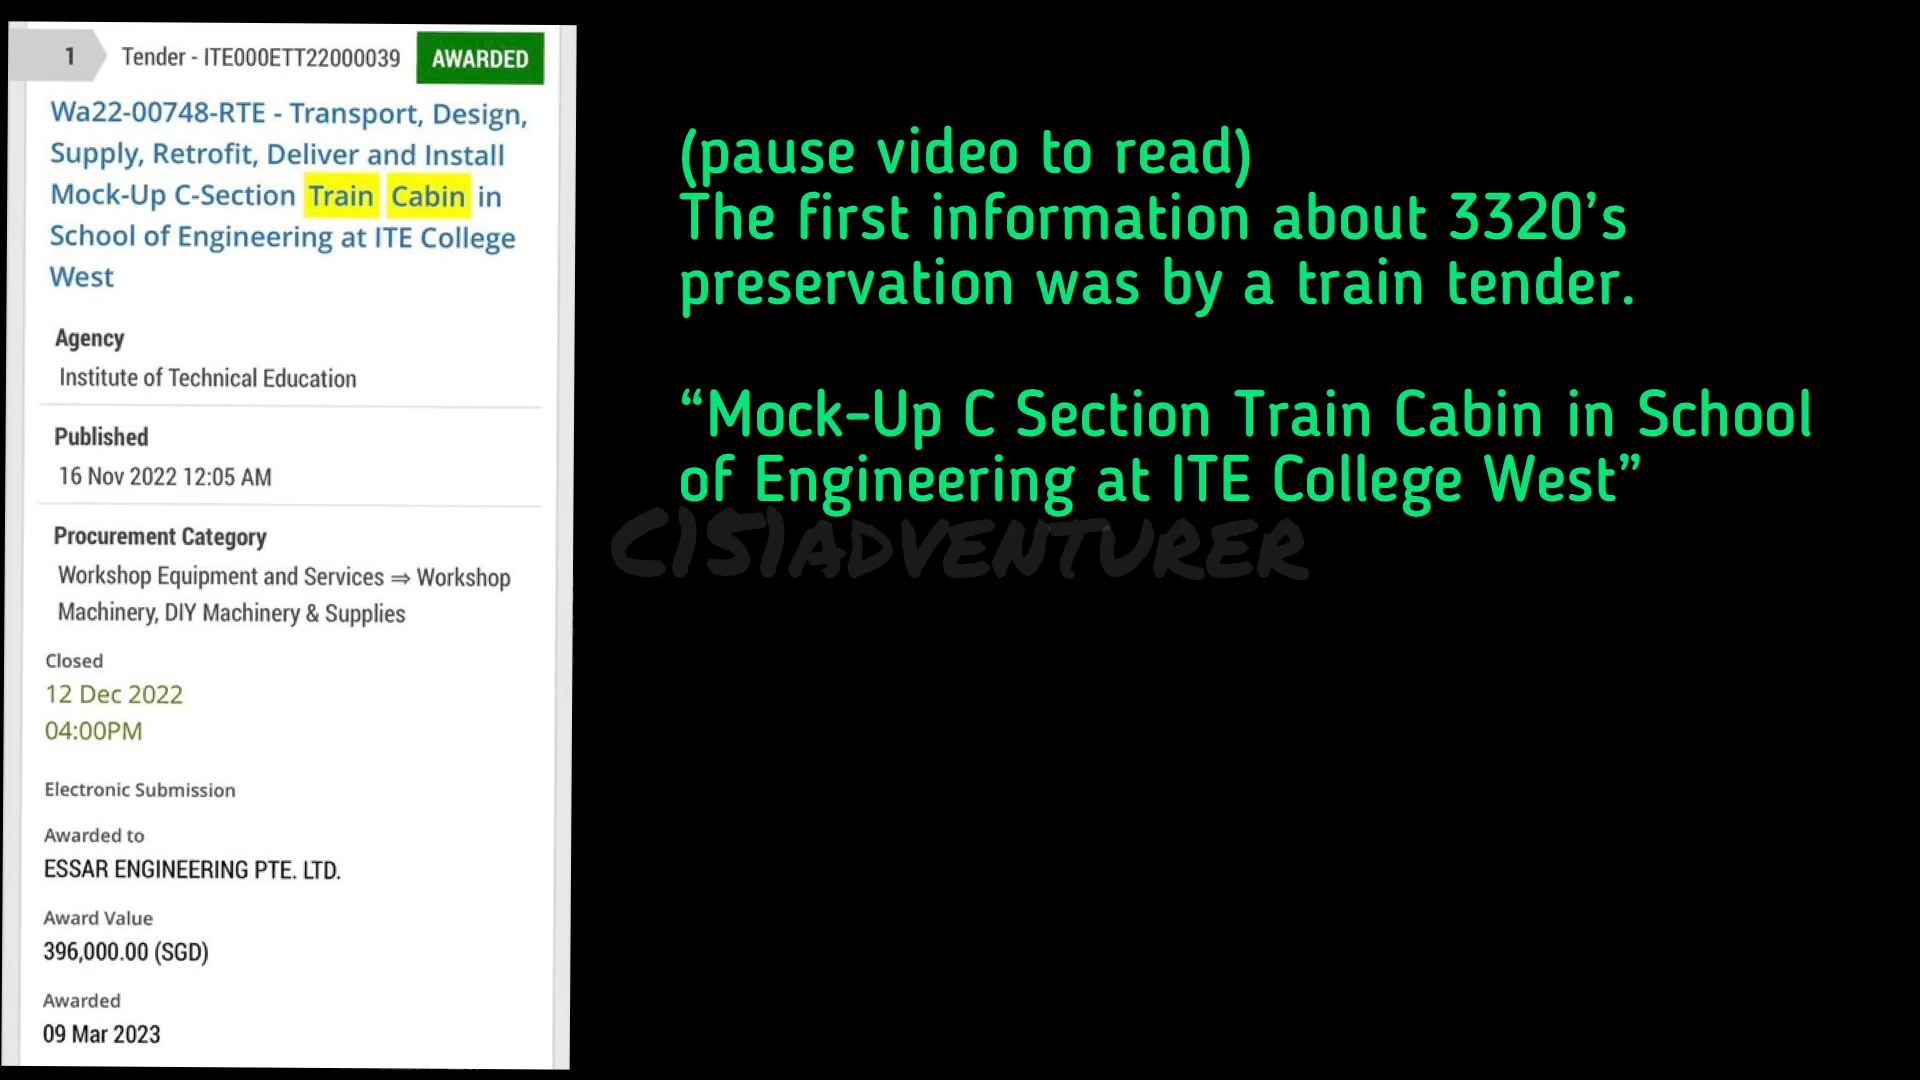 1
Tender - ITE000ETT22000039
AWARDED
Wa22-00748-RTE - Transport, Design,
Supply, Retrofit, Deliver and Install
Mock-Up C-Section Train Cabin in
School of Engineering at ITE College
West
Agency
Institute of Technical Education
Published
16 Nov 2022 12:05 AM
Procurement Category
Workshop Equipment and Services ⇒ Workshop
Machinery, DIY Machinery & Supplies
Closed
12 Dec 2022
04:00PM
Electronic Submission
Awarded to
ESSAR ENGINEERING PTE. LTD.
Award Value
396,000.00 (SGD)
Awarded
09 Mar 2023
(pause video to read)
The first information about 3320’s
preservation was by a train tender.
“Mock-Up C Section Train Cabin in School
of Engineering at ITE College West”
C151ADVENTURER